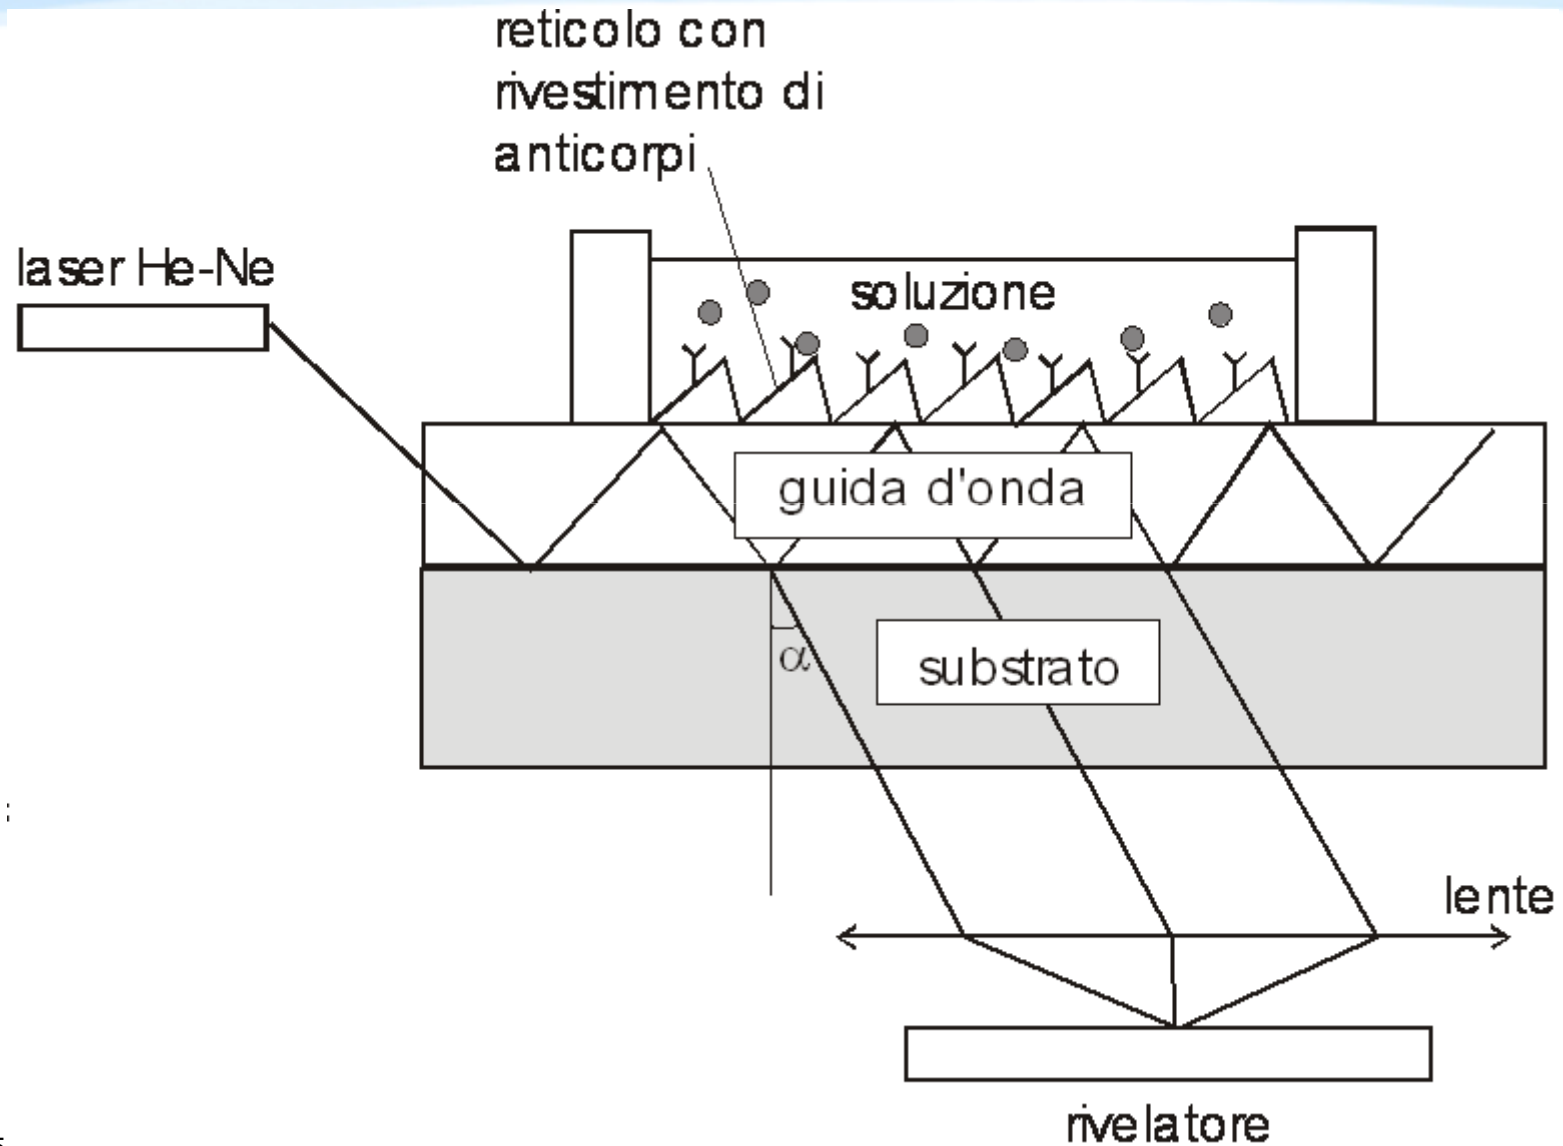 reticolo con
rivestimento di
anticorpi
laser He-Ne
soluzione
guida d'onda
α
substrato
lente
rivelatore